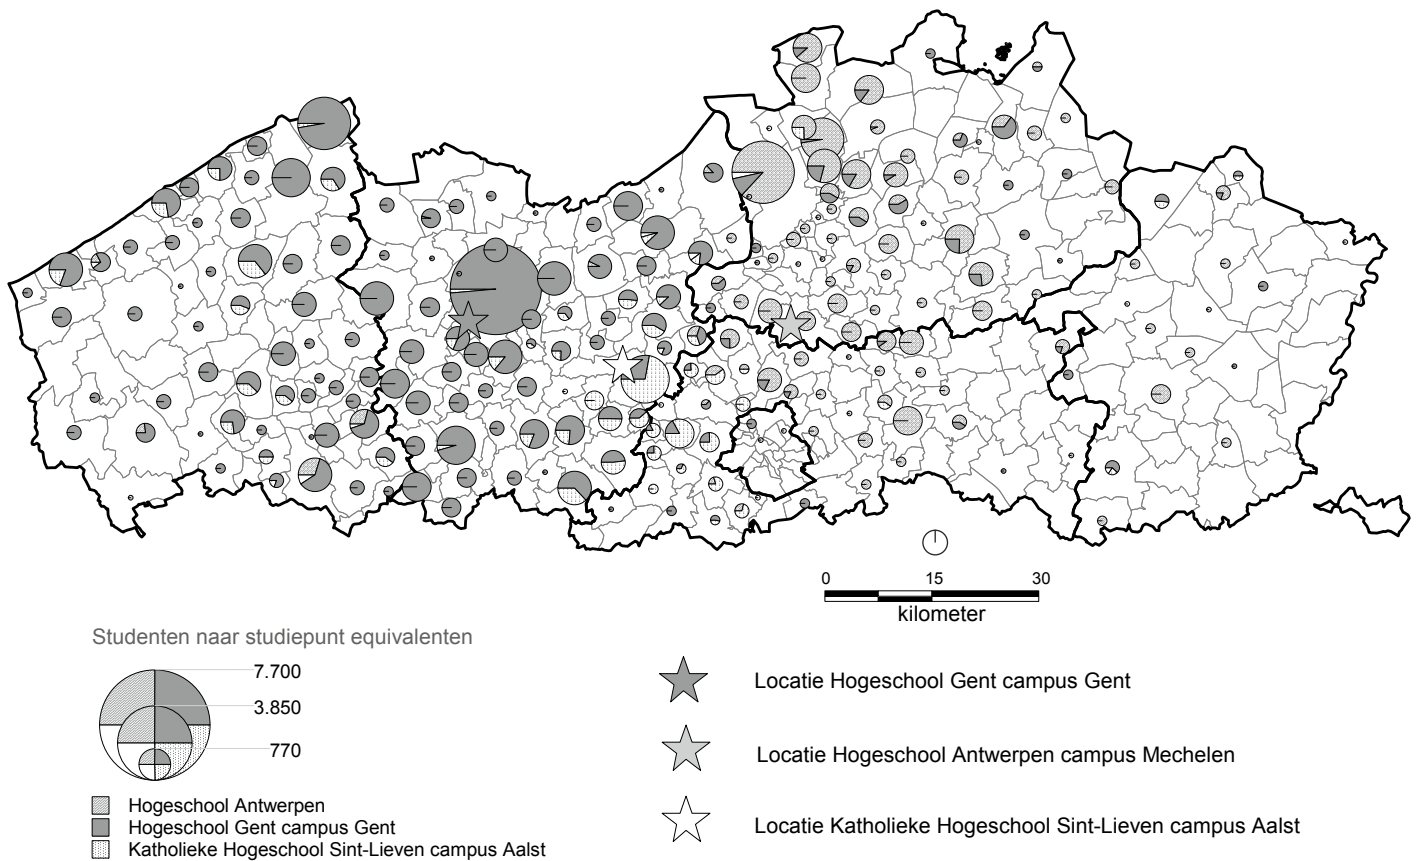 0 15 30
kilometer
Studenten naar studiepunt equivalenten
7.700
3.850
770
Hogeschool Antwerpen
Hogeschool Gent campus Gent
Katholieke Hogeschool Sint-Lieven campus Aalst
Locatie Hogeschool Gent campus Gent
Locatie Hogeschool Antwerpen campus Mechelen
Locatie Katholieke Hogeschool Sint-Lieven campus Aalst